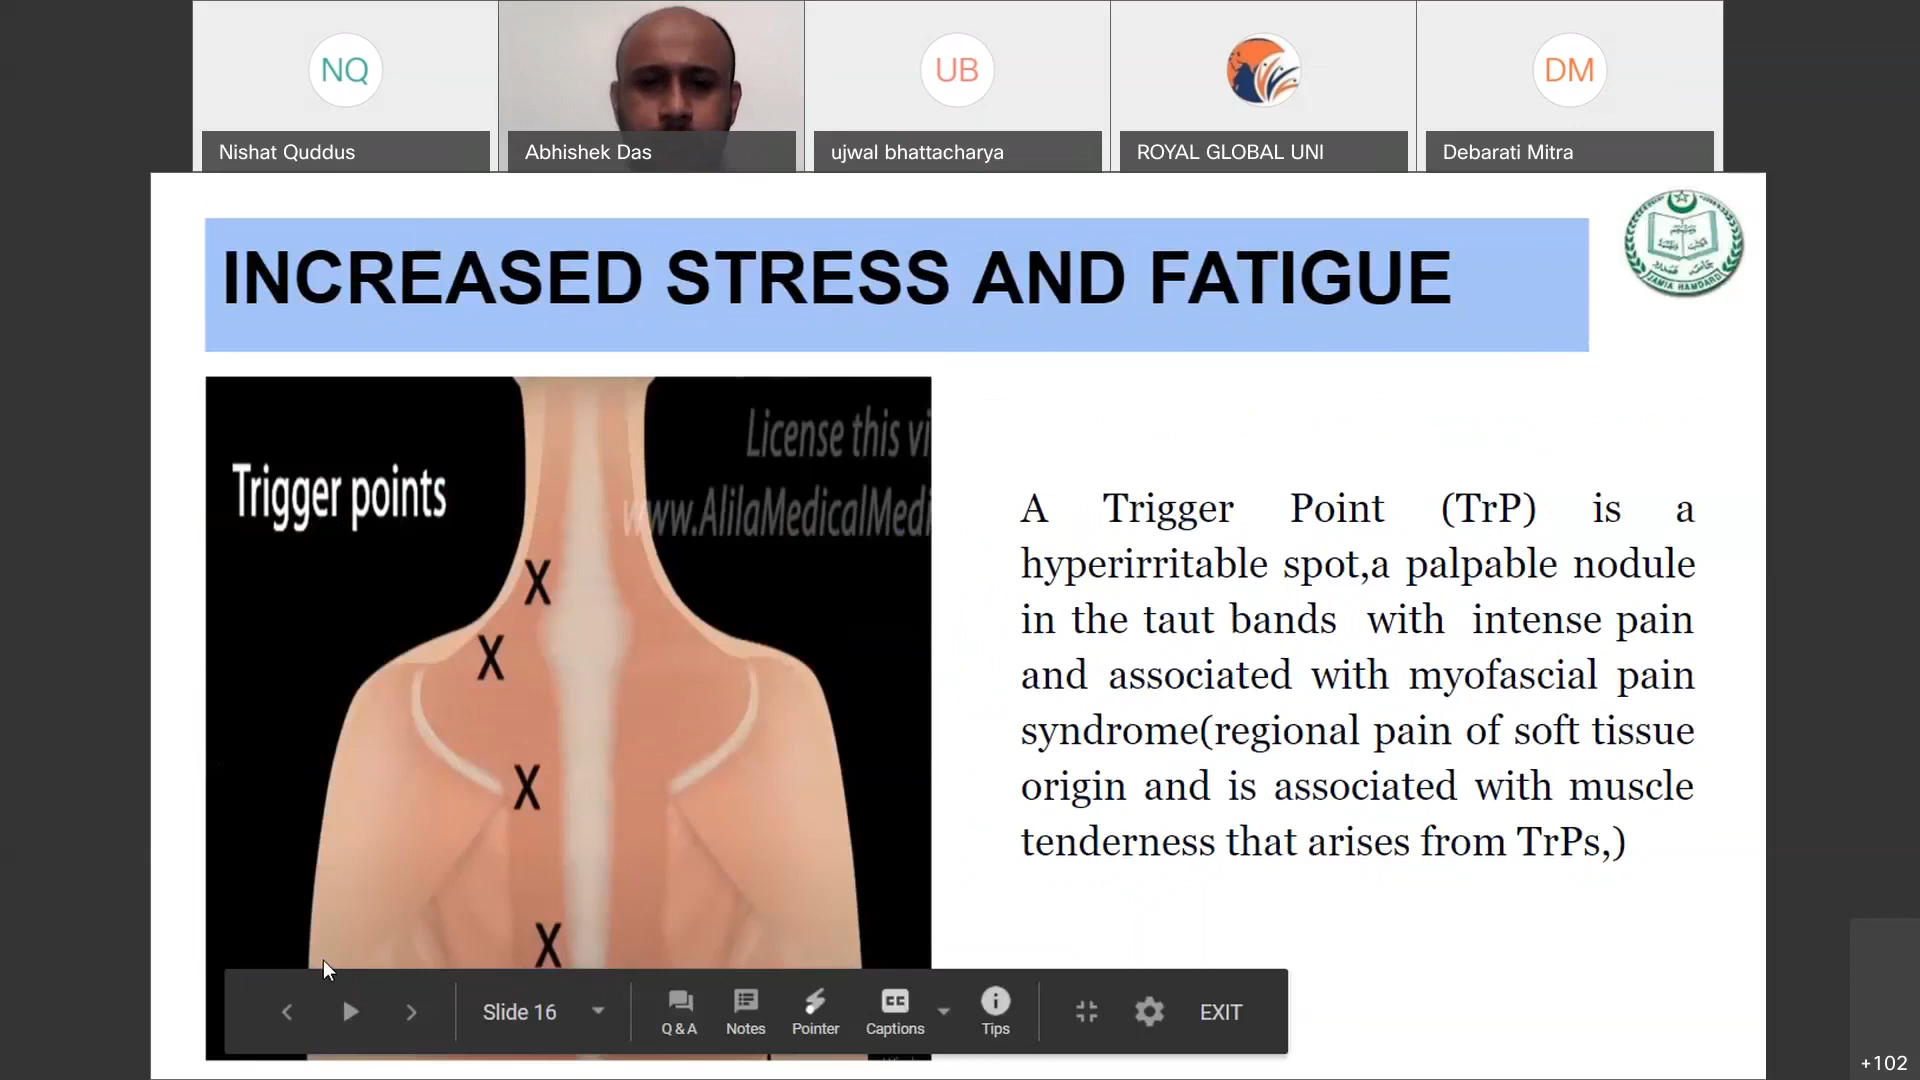 NQ
UB
DM
Nishat Quddus
Abhishek Das
ujwal bhattacharya
ROYAL GLOBAL UNI
Debarati Mitra
INCREASED STRESS AND FATIGUE
JAMIA HAMDARD
Trigger points
License this vi
www.AlilaMedicalMedi
X
X
X
X
A Trigger Point (TrP) is a
hyperirritable spot,a palpable nodule
in the taut bands with intense pain
and associated with myofascial pain
syndrome(regional pain of soft tissue
origin and is associated with muscle
tenderness that arises from TrPs,)
Slide 16
Q & A
Notes
Pointer
CC
Captions
Tips
EXIT
+102